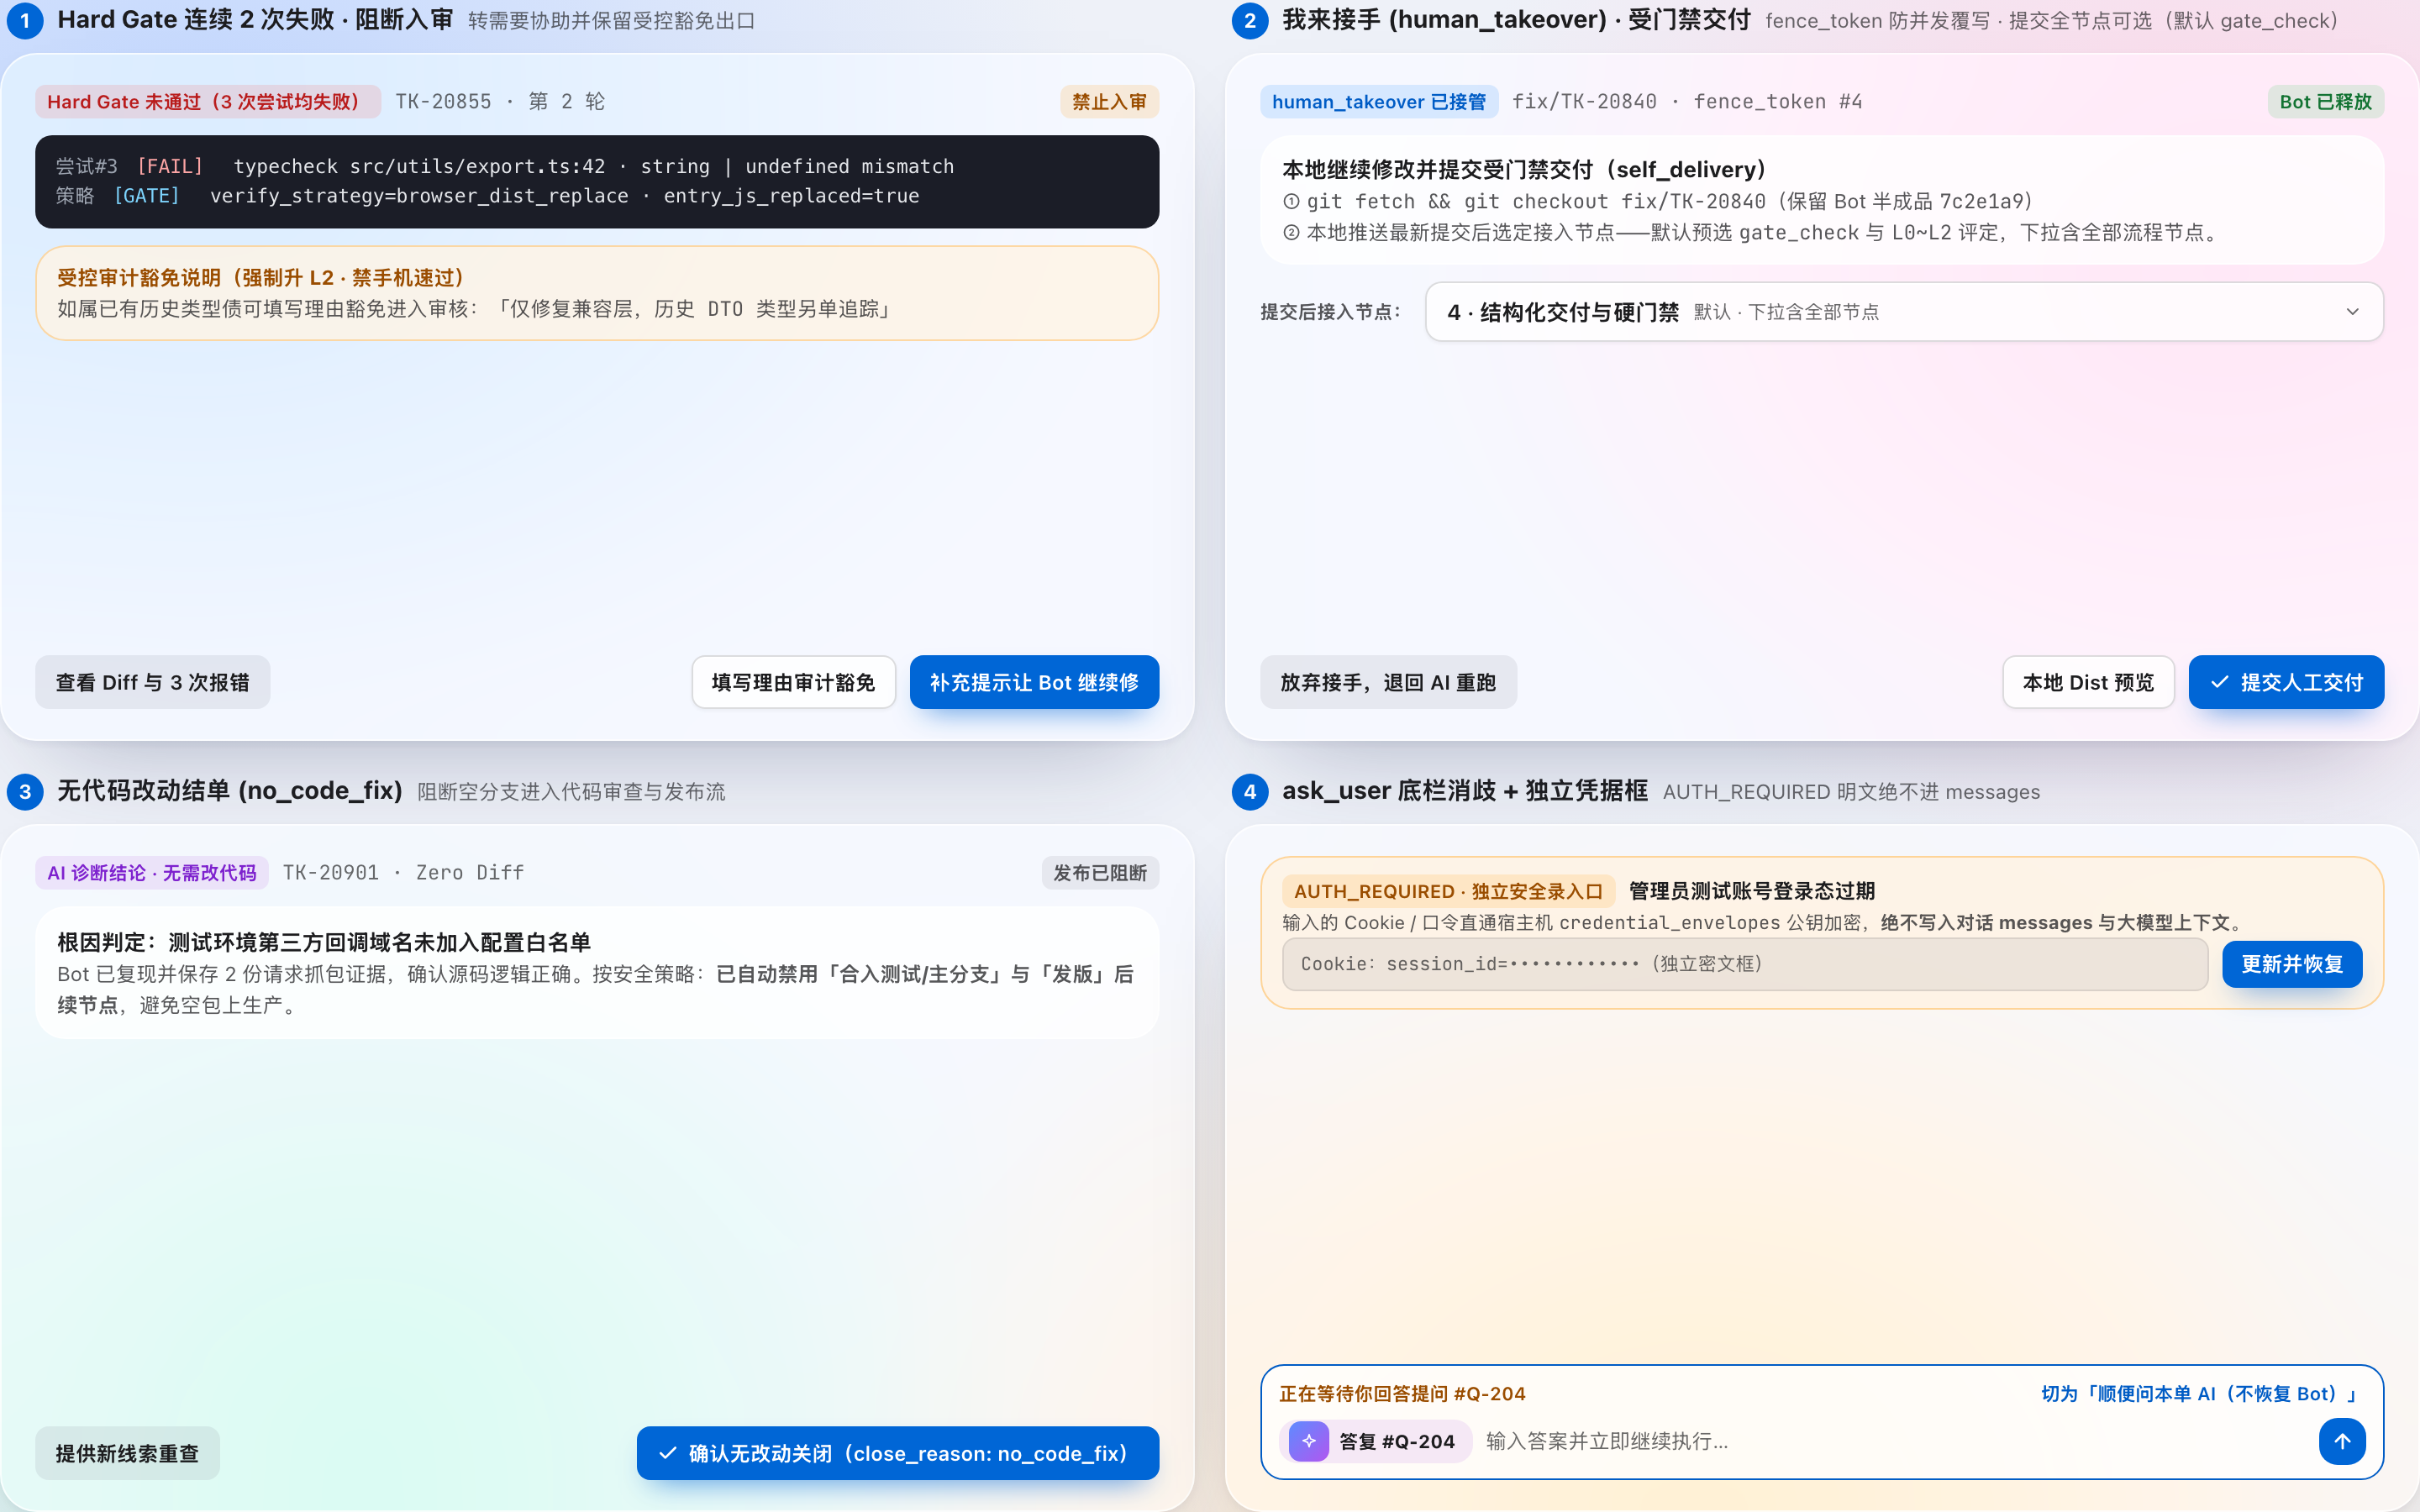 1 Hard Gate 连续 2 次失败 · 阻断入审 转需要协助并保留受控豁免出口
Hard Gate 未通过（3 次尝试均失败） TK-20855 · 第 2 轮 禁止入审
尝试#3 [FAIL] typecheck src/utils/export.ts:42 · string | undefined mismatch
策略 [GATE] verify_strategy=browser_dist_replace · entry_js_replaced=true
受控审计豁免说明（强制升 L2 · 禁手机速过）
如属已有历史类型债可填写理由豁免进入审核：「仅修复兼容层，历史 DTO 类型另单追踪」
查看 Diff 与 3 次报错 填写理由审计豁免 补充提示让 Bot 继续修
2 我来接手 (human_takeover) · 受门禁交付 fence_token 防并发覆写 · 提交全节点可选（默认 gate_check）
human_takeover 已接管 fix/TK-20840 · fence_token #4 Bot 已释放
本地继续修改并提交受门禁交付（self_delivery）
① git fetch && git checkout fix/TK-20840（保留 Bot 半成品 7c2e1a9）
② 本地推送最新提交后选定接入节点——默认预选 gate_check 与 L0~L2 评定，下拉含全部流程节点。
提交后接入节点： 4 · 结构化交付与硬门禁 默认 · 下拉含全部节点
放弃接手，退回 AI 重跑 本地 Dist 预览 提交人工交付
3 无代码改动结单 (no_code_fix) 阻断空分支进入代码审查与发布流
AI 诊断结论 · 无需改代码 TK-20901 · Zero Diff 发布已阻断
根因判定：测试环境第三方回调域名未加入配置白名单
Bot 已复现并保存 2 份请求抓包证据，确认源码逻辑正确。按安全策略：已自动禁用「合入测试/主分支」与「发版」后
续节点，避免空包上生产。
提供新线索重查 确认无改动关闭（close_reason: no_code_fix）
4 ask_user 底栏消歧 + 独立凭据框 AUTH_REQUIRED 明文绝不进 messages
AUTH_REQUIRED · 独立安全录入口 管理员测试账号登录态过期
输入的 Cookie / 口令直通宿主机 credential_envelopes 公钥加密，绝不写入对话 messages 与大模型上下文。
Cookie: session_id=•••••••••••• (独立密文框) 更新并恢复
正在等待你回答提问 #Q-204 切为「顺便问本单 AI（不恢复 Bot）」
答复 #Q-204 输入答案并立即继续执行...